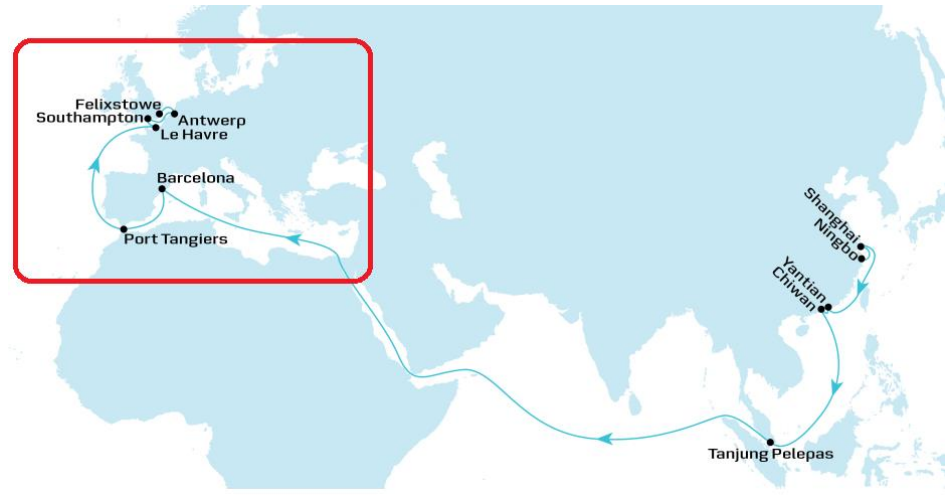 Felixstowe
Southampton
Antwerp
Le Havre
Barcelona
Port Tangiers
Shanghai
Ningbo
Yantian
Chiwan
Tanjung Pelepas